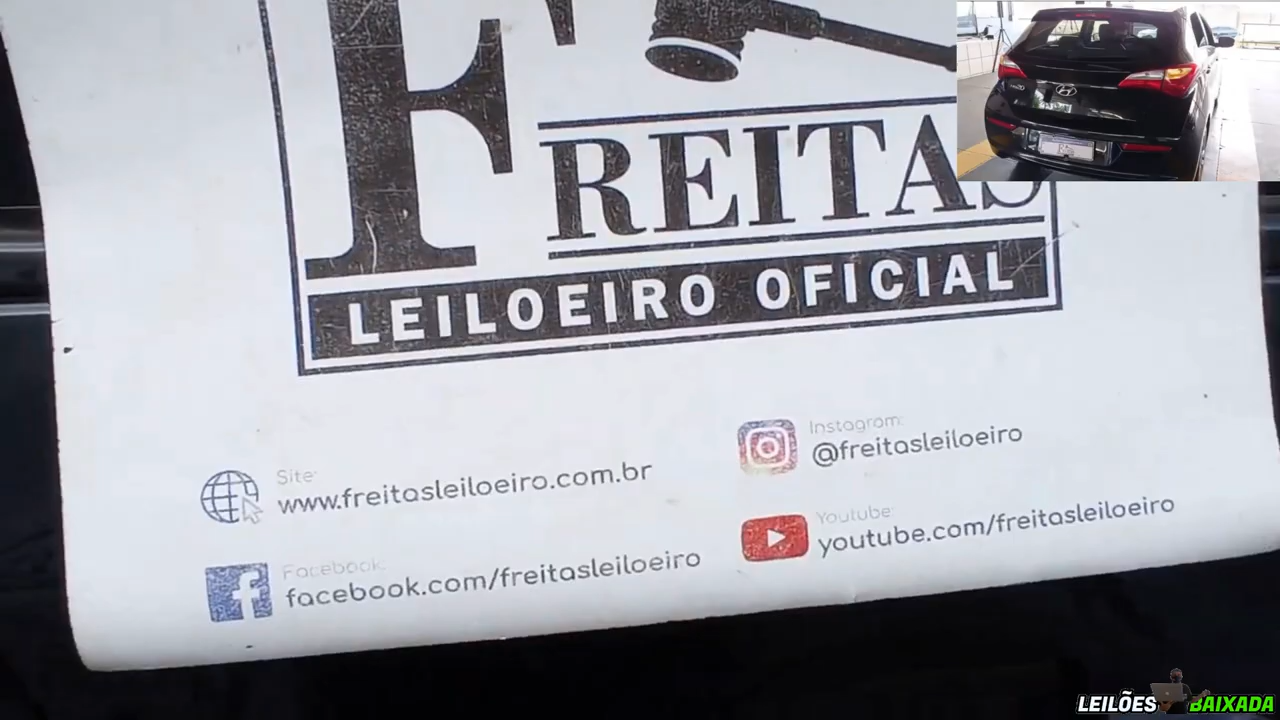 FREITAS
LEILOEIRO OFICIAL
Site:
www.freitasleiloeiro.com.br
Facebook:
facebook.com/freitasleiloeiro
Instagram:
@freitasleiloeiro
Youtube:
youtube.com/freitasleiloeiro
LEILÕES BAIXADA